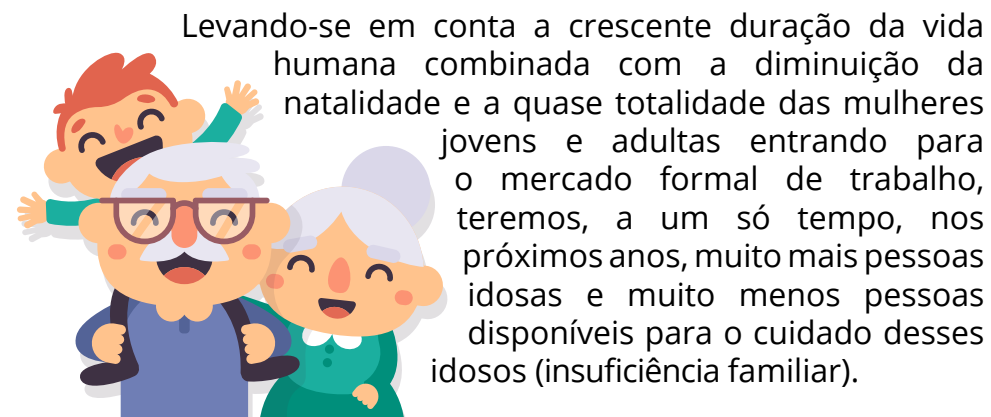 Levando-se em conta a crescente duração da vida
humana combinada com a diminuição da
natalidade e a quase totalidade das mulheres
jovens e adultas entrando para
o mercado formal de trabalho,
teremos, a um só tempo, nos
próximos anos, muito mais pessoas
idosas e muito menos pessoas
disponíveis para o cuidado desses
idosos (insuficiência familiar).